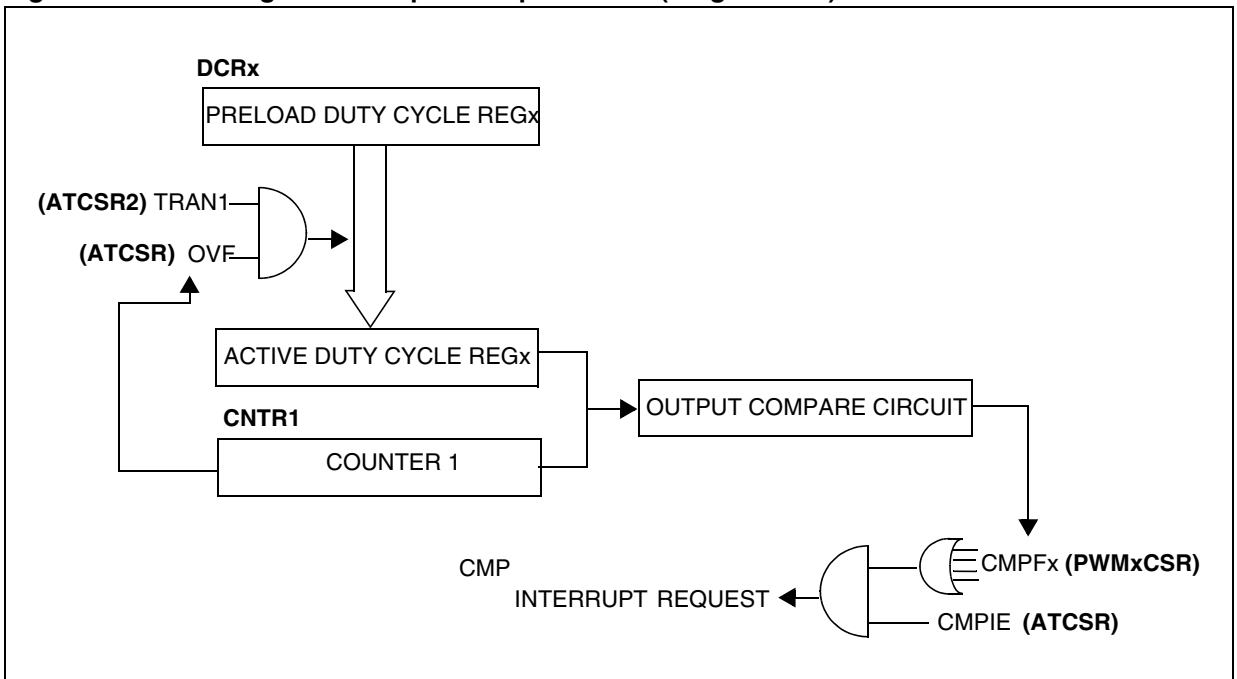 DCRx
PRELOAD DUTY CYCLE REGx
(ATCSR2) TRAN1
(ATCSR) OVF
ACTIVE DUTY CYCLE REGx
CNTR1
OUTPUT COMPARE CIRCUIT
COUNTER 1
CMPFx (PWMxCSR)
CMP
INTERRUPT REQUEST
CMPIE (ATCSR)